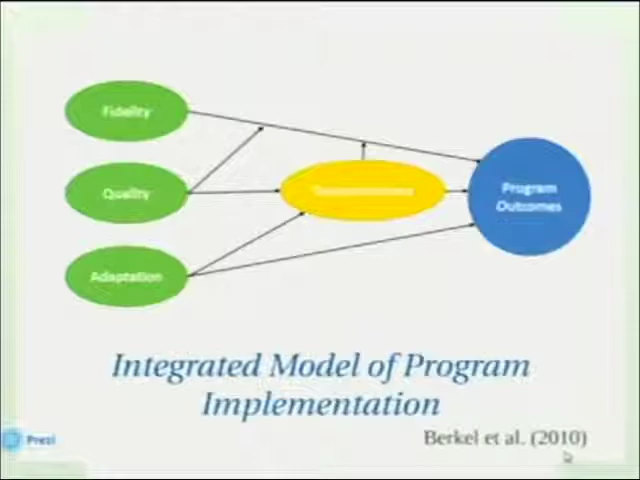 Fidelity
Quality
Adaptation
Program
Outcomes
Integrated Model of Program
Implementation
Berkel et al. (2010)
Prezi